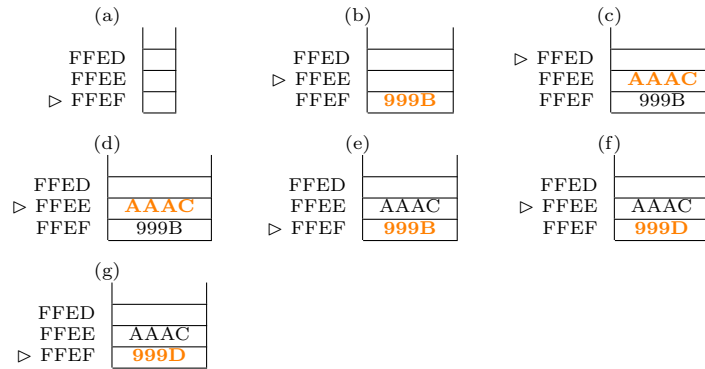 (a)
FFED
FFEE
▷ FFEF
(b)
FFED
▷ FFEE
FFEF 999B
(c)
▷ FFED
FFEE AAAC
FFEF 999B
(d)
FFED
▷ FFEE AAAC
FFEF 999B
(e)
FFED
FFEE AAAC
▷ FFEF 999B
(f)
FFED
▷ FFEE AAAC
FFEF 999D
(g)
FFED
FFEE AAAC
▷ FFEF 999D